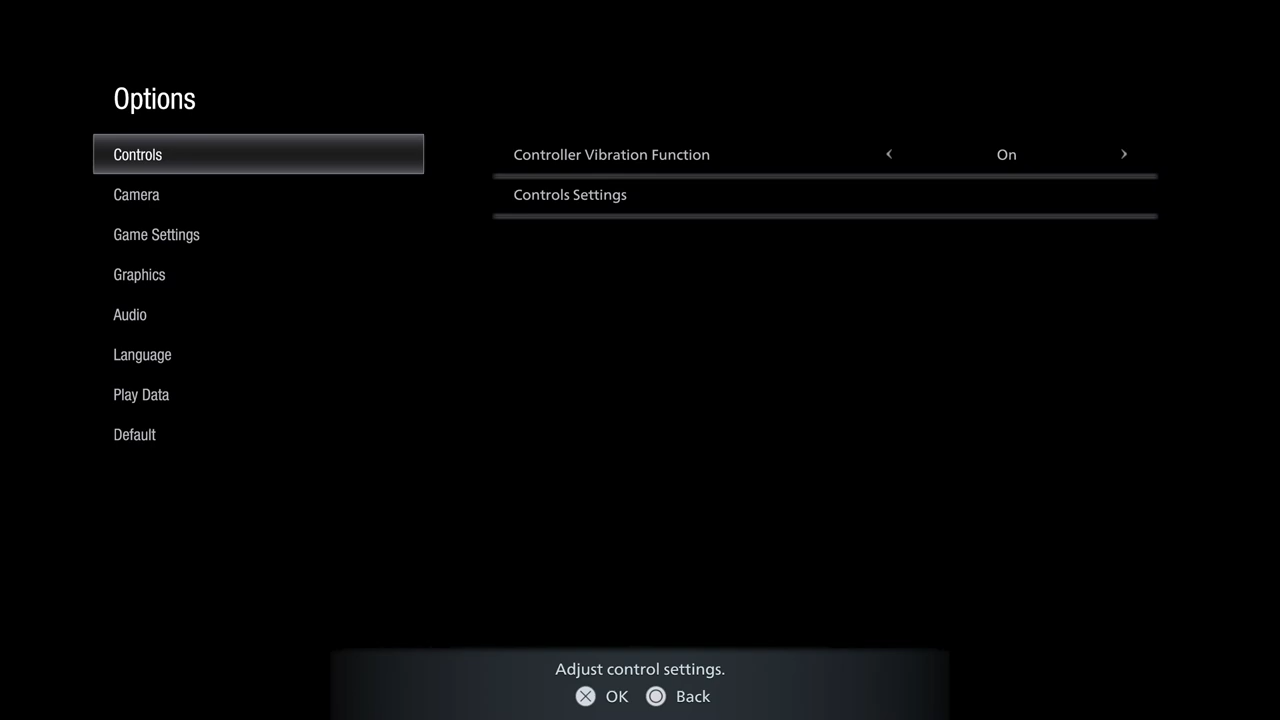 Options
Controls
Camera
Game Settings
Graphics
Audio
Language
Play Data
Default
Controller Vibration Function On
Controls Settings
Adjust control settings.
OK Back